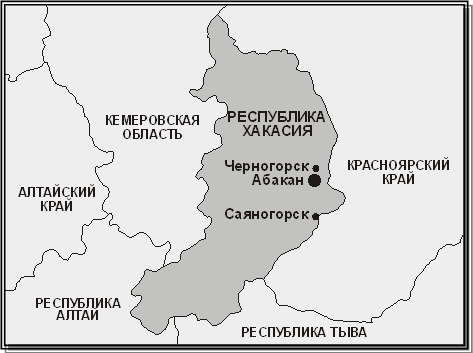 КЕМЕРОВСКАЯ
ОБЛАСТЬ
РЕСПУБЛИКА
ХАКАСИЯ
Черногорск
Абакан
КРАСНОЯРСКИЙ
КРАЙ
АЛТАЙСКИЙ
КРАЙ
Саяногорск
РЕСПУБЛИКА
АЛТАЙ
РЕСПУБЛИКА ТЫВА